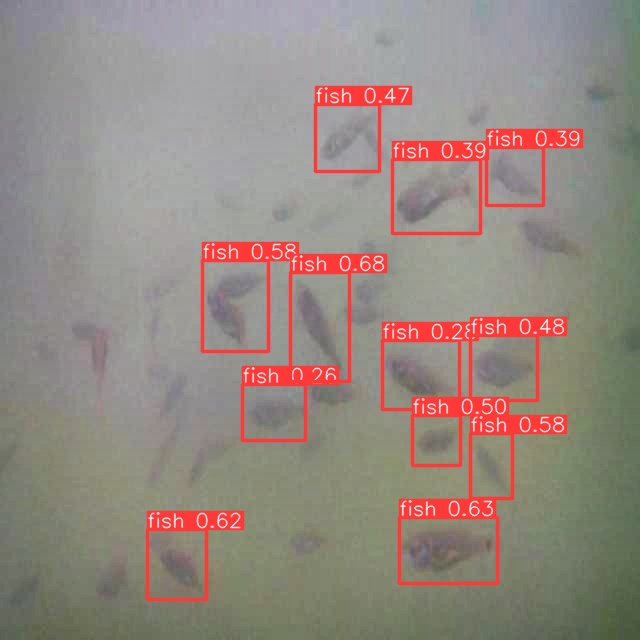 fish 0.47
fish 0.39
fish 0.39
fish 0.58
fish 0.68
fish 0.28
fish 0.48
fish 0.26
fish 0.50
fish 0.58
fish 0.63
fish 0.62